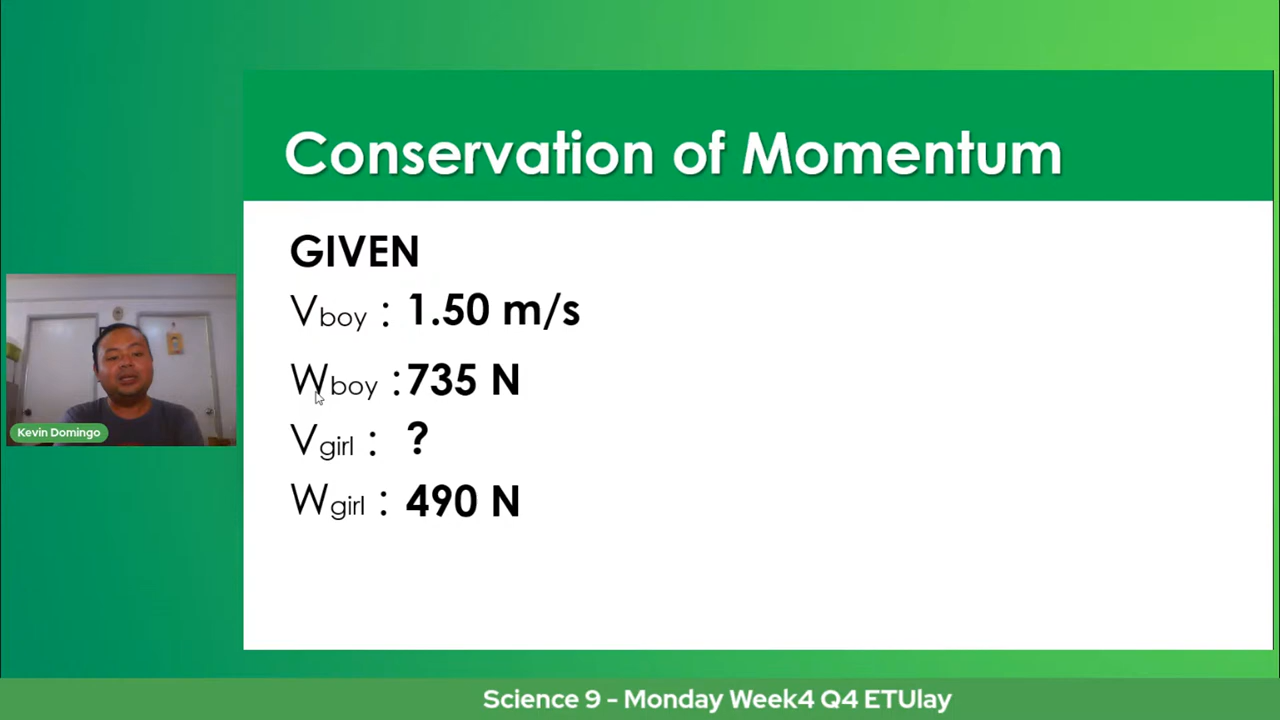 Conservation of Momentum
GIVEN
Vboy : 1.50 m/s
Wboy : 735 N
Vgirl : ?
Wgirl : 490 N
Kevin Domingo
Science 9 - Monday Week4 Q4 ETUlay